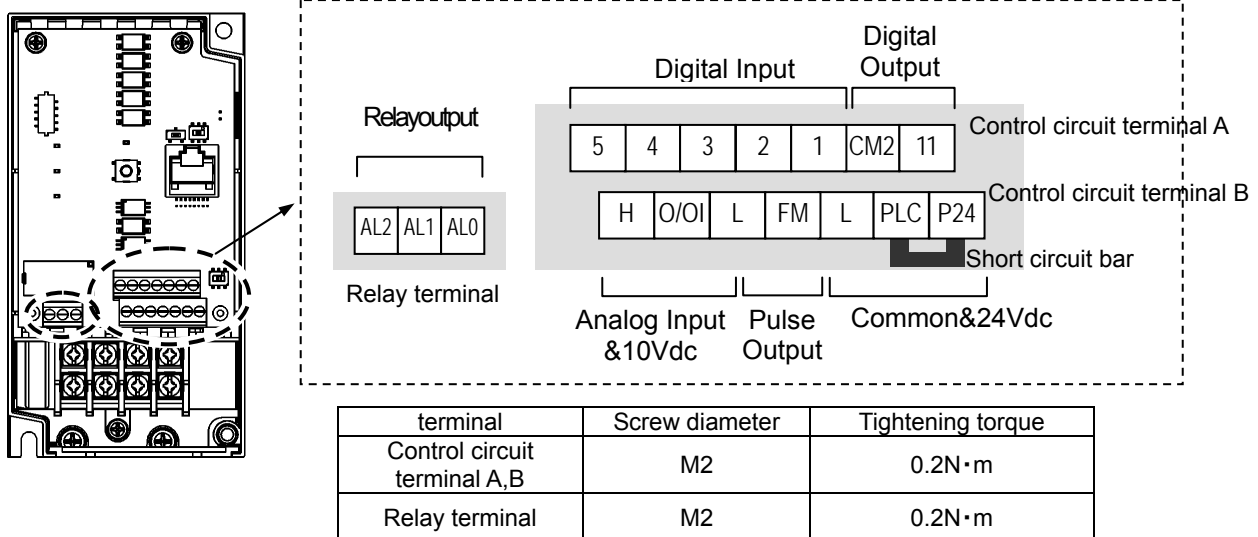 Digital Input
Digital
Output
Relayoutput
5 4 3 2 1 CM2 11
Control circuit terminal A
H O/OI L FM L PLC P24
Control circuit terminal B
AL2 AL1 AL0
Short circuit bar
Relay terminal
Analog Input
&10Vdc
Pulse
Output
Common&24Vdc
terminal Screw diameter Tightening torque
Control circuit
terminal A,B
M2 0.2N・m
Relay terminal M2 0.2N・m